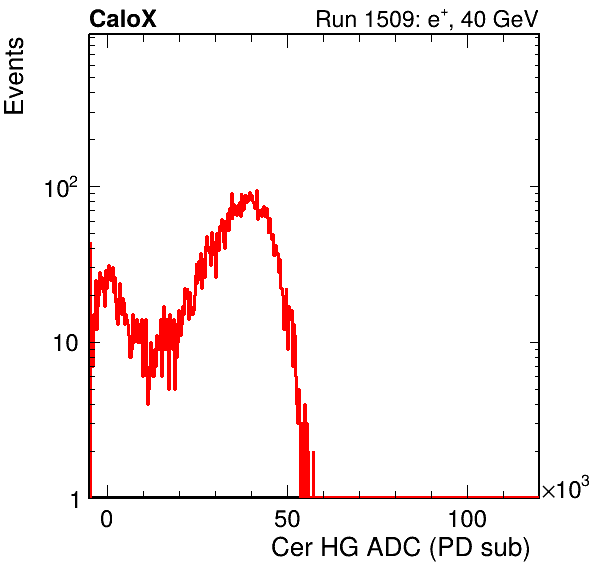 CaloX Run 1509: e⁺, 40 GeV
Events
10²
10
1
0 50 100 ×10³
Cer HG ADC (PD sub)